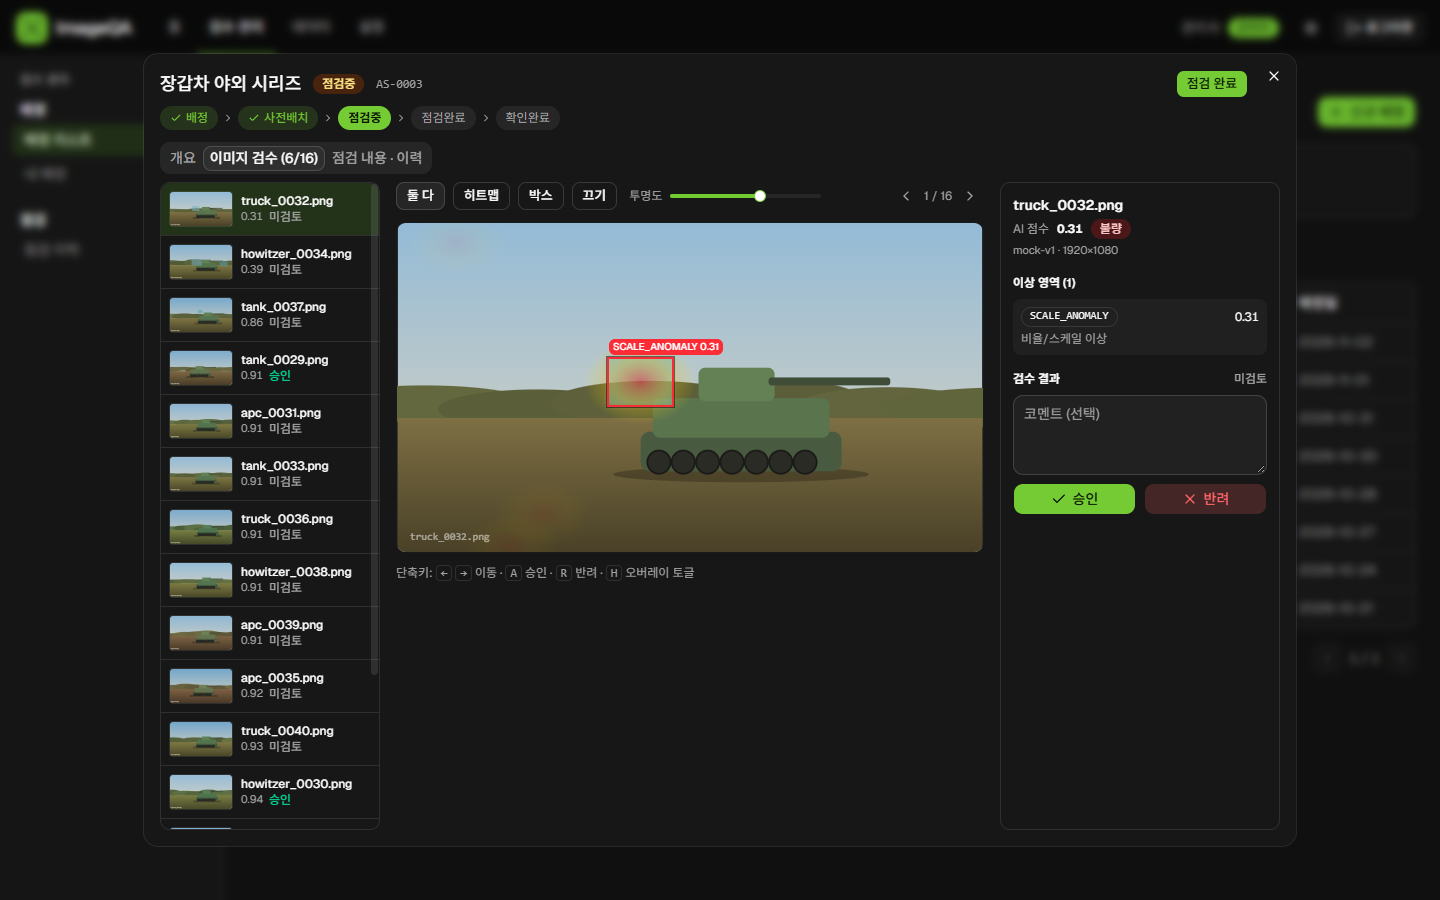 ImageQA
장갑차 야외 시리즈 점검중 AS-0003
점검 완료
배정 사전배치 점검중 점검완료 확인완료
개요 이미지 검수 (6/16) 점검 내용 · 이력
truck_0032.png
0.31 미검토
howitzer_0034.png
0.39 미검토
tank_0037.png
0.86 미검토
tank_0029.png
0.91 승인
apc_0031.png
0.91 미검토
tank_0033.png
0.91 미검토
truck_0036.png
0.91 미검토
howitzer_0038.png
0.91 미검토
apc_0039.png
0.91 미검토
apc_0035.png
0.92 미검토
truck_0040.png
0.93 미검토
howitzer_0030.png
0.94 승인
둘 다 히트맵 박스 끄기 투명도 1 / 16
SCALE_ANOMALY 0.31
truck_0032.png
단축키: ← → 이동 · A 승인 · R 반려 · H 오버레이 토글
truck_0032.png
AI 점수 0.31 불량
mock-v1 · 1920×1080
이상 영역 (1)
SCALE_ANOMALY 0.31
비율/스케일 이상
검수 결과 미검토
코멘트 (선택)
승인 반려